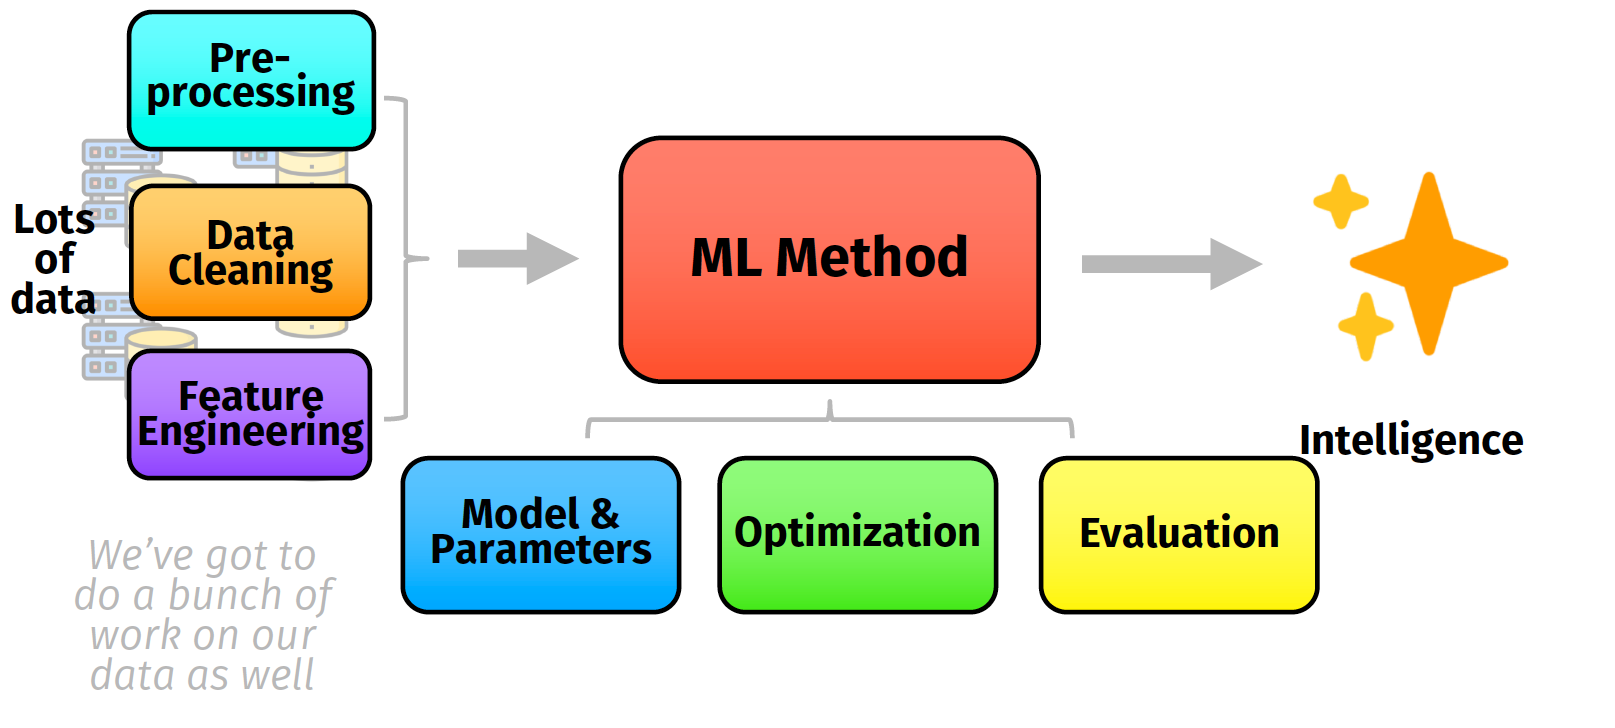 Pre-
processing
Lots
of
data
Data
Cleaning
Feature
Engineering
We've got to
do a bunch of
work on our
data as well
ML Method
Model &
Parameters
Optimization
Evaluation
Intelligence